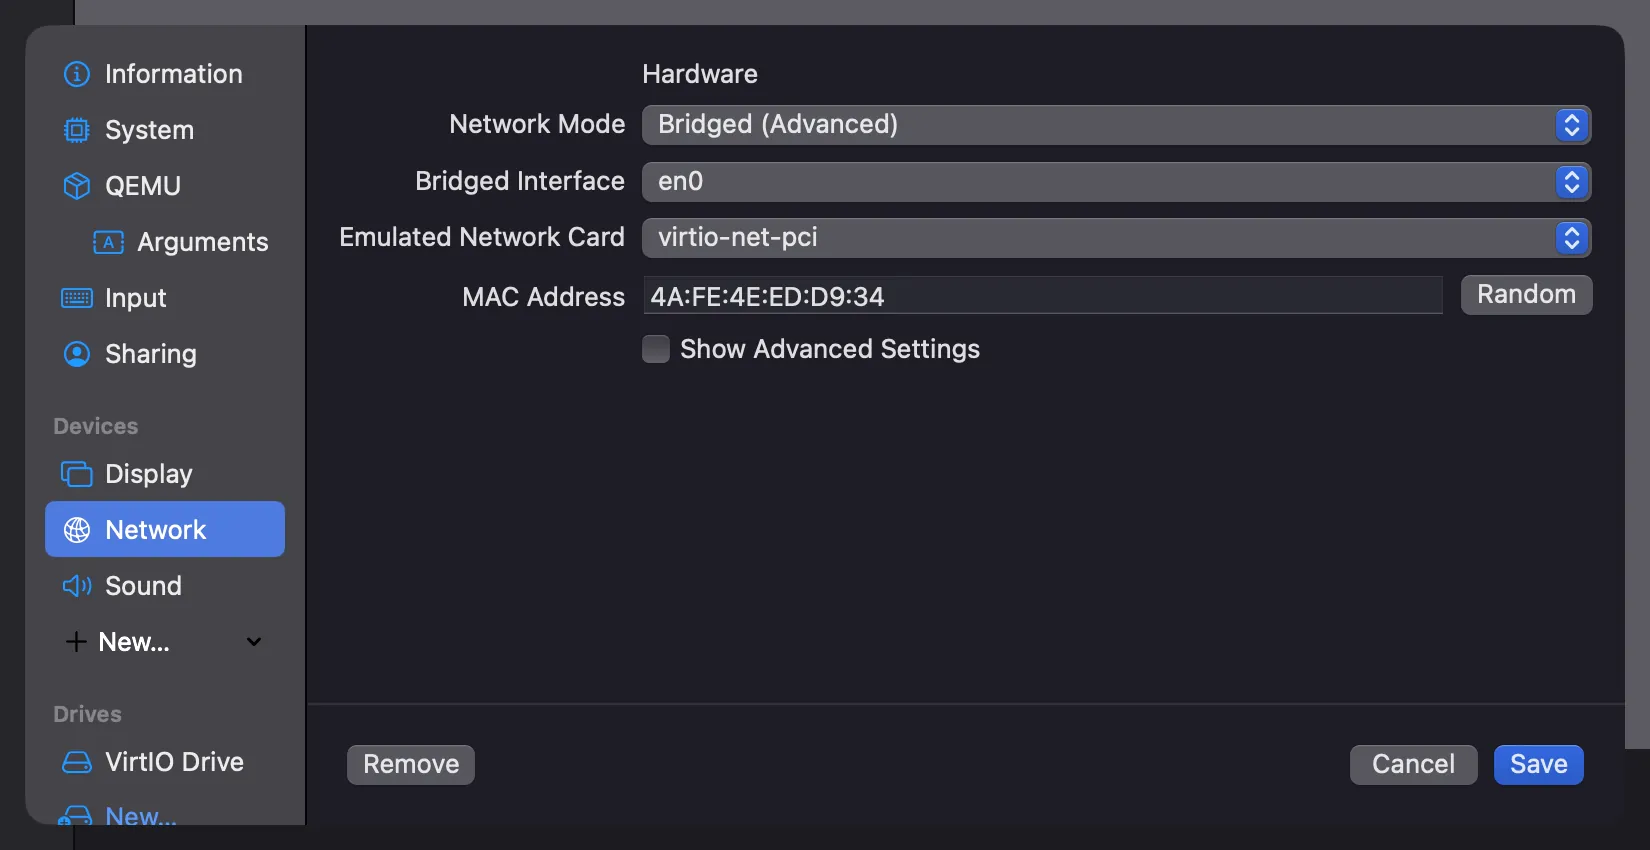 Information
System
QEMU
A
Arguments
Input
Sharing
Devices
Display
Network
Sound
New...
Drives
VirtIO Drive
New...
Hardware
Network Mode
Bridged (Advanced)
Bridged Interface
en0
Emulated Network Card
virtio-net-pci
MAC Address
4A:FE:4E:ED:D9:34
Random
Show Advanced Settings
Remove
Cancel
Save